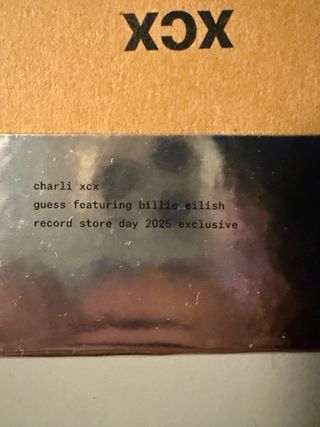 xcx
charli xcx
guess featuring billie eilish
record store day 2025 exclusive